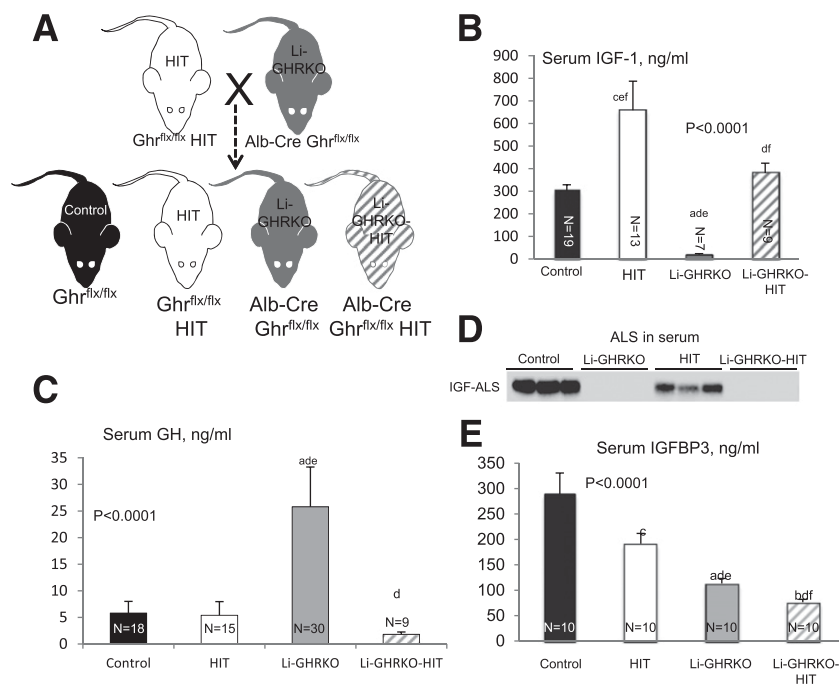 A
HIT
Li-
GHRKO
X
Ghrflx/flx HIT
Alb-Cre Ghrflx/flx
Control
HIT
Li-
GHRKO
Li-
GHRKO-
HIT
Ghrflx/flx
Ghrflx/flx
HIT
Alb-Cre
Ghrflx/flx
Alb-Cre
Ghrflx/flx HIT
B
Serum IGF-1, ng/ml
900
800
700
600
500
400
300
200
100
0
cef
P<0.0001
df
ade
N=19
N=13
N=7
N=9
Control
HIT
Li-GHRKO
Li-GHRKO-
HIT
D
ALS in serum
Control
Li-GHRKO
HIT
Li-GHRKO-HIT
IGF-ALS
C
Serum GH, ng/ml
35
30
25
20
15
10
5
0
P<0.0001
ade
d
N=18
N=15
N=30
N=9
Control
HIT
Li-GHRKO
Li-GHRKO-HIT
E
Serum IGFBP3, ng/ml
350
300
250
200
150
100
50
0
P<0.0001
c
ade
bdf
N=10
N=10
N=10
N=10
Control
HIT
Li-GHRKO
Li-GHRKO-
HIT